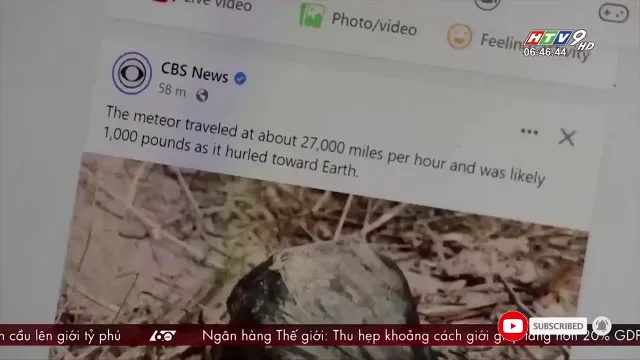 Live video
Photo/video
HTV9 HD
06:46:44
CBS News
58 m
The meteor traveled at about 27,000 miles per hour and was likely
1,000 pounds as it hurled toward Earth.
SUBSCRIBED
n cầu lên giới tỷ phú
60
Ngân hàng Thế giới: Thu hẹp khoảng cách giới
hơn 20% GDP